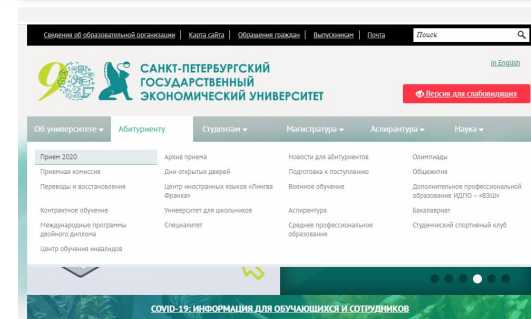 Сведения об образовательной организации | Карта сайта | Обращения граждан | Выпускникам | Почта Поиск
in English
90 САНКТ-ПЕТЕРБУРГСКИЙ
ГОСУДАРСТВЕННЫЙ
ЭКОНОМИЧЕСКИЙ УНИВЕРСИТЕТ
Версия для слабовидящих
Об университете Абитуриенту Студентам Магистратура Аспирантура Наука
Прием 2020 Архив приема Новости для абитуриентов Олимпиады
Приемная комиссия Дни открытых дверей Подготовка к поступлению Общежития
Переводы и восстановления Центр иностранных языков «Лингва Франка» Военное обучение Дополнительное профессиональной образование ИДПО – «ВЭШ»
Контрактное обучение Университет для школьников Аспирантура Бакалавриат
Международные программы двойного диплома Специалитет Среднее профессиональное образование Студенческий спортивный клуб
Центр обучения инвалидов
COVID-19: ИНФОРМАЦИЯ ДЛЯ ОБУЧАЮЩИХСЯ И СОТРУДНИКОВ